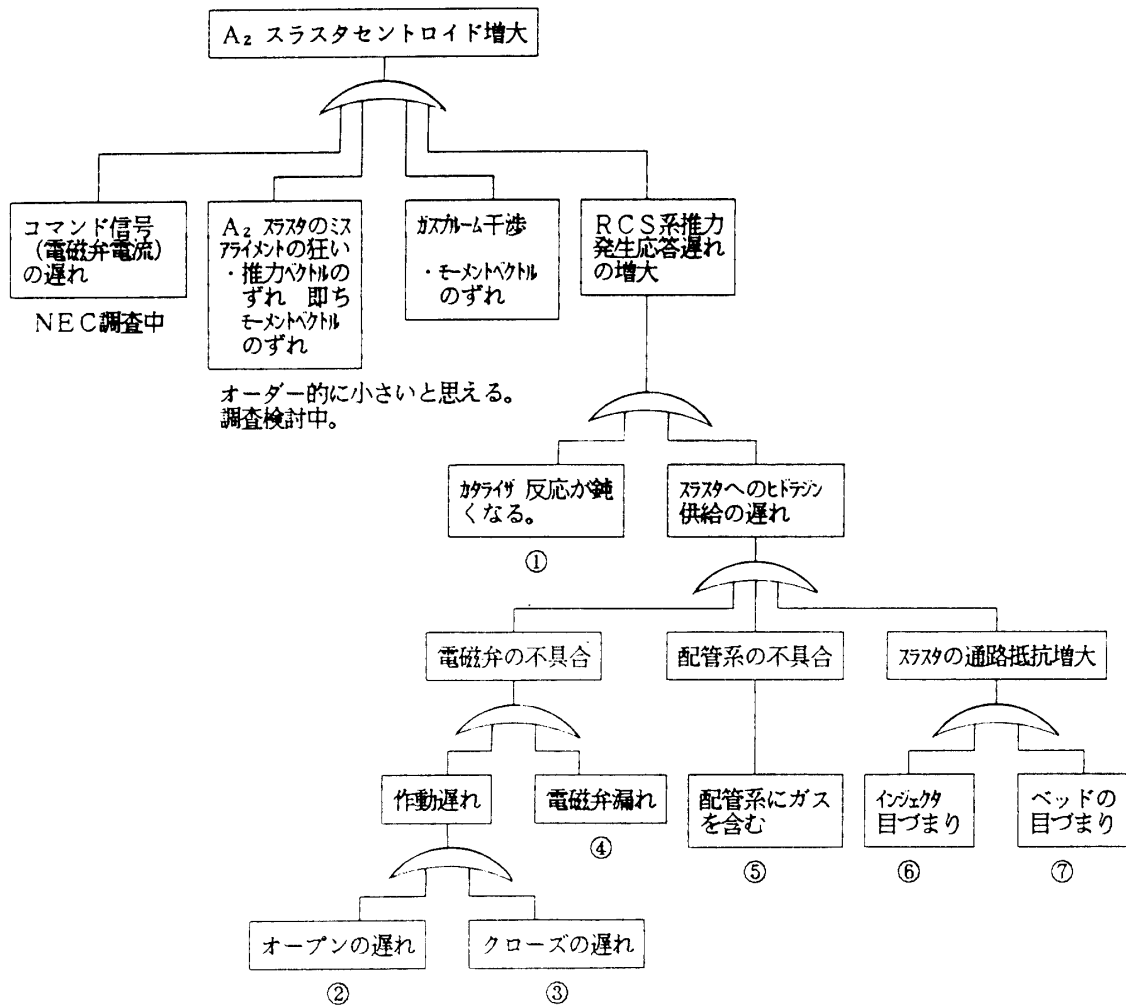 A₂ スラスタセントロイド増大
コマンド信号
(電磁弁電流)
の遅れ
NEC調査中
A₂ スラスタのミス
アライメントの狂い
・推力ベクトルの
ずれ 即ち
モーメントベクトル
のずれ
オーダー的に小さいと思える。
調査検討中。
ガスプルーム干渉
・モーメントベクトル
のずれ
RCS系推力
発生応答遅れ
の増大
カタライザ 反応が鈍
くなる。
①
スラスタへのヒドラジン
供給の遅れ
電磁弁の不具合
配管系の不具合
スラスタの通路抵抗増大
作動遅れ
電磁弁漏れ
④
配管系にガス
を含む
⑤
インジェクタ
目づまり
⑥
ベッドの
目づまり
⑦
オープンの遅れ
②
クローズの遅れ
③